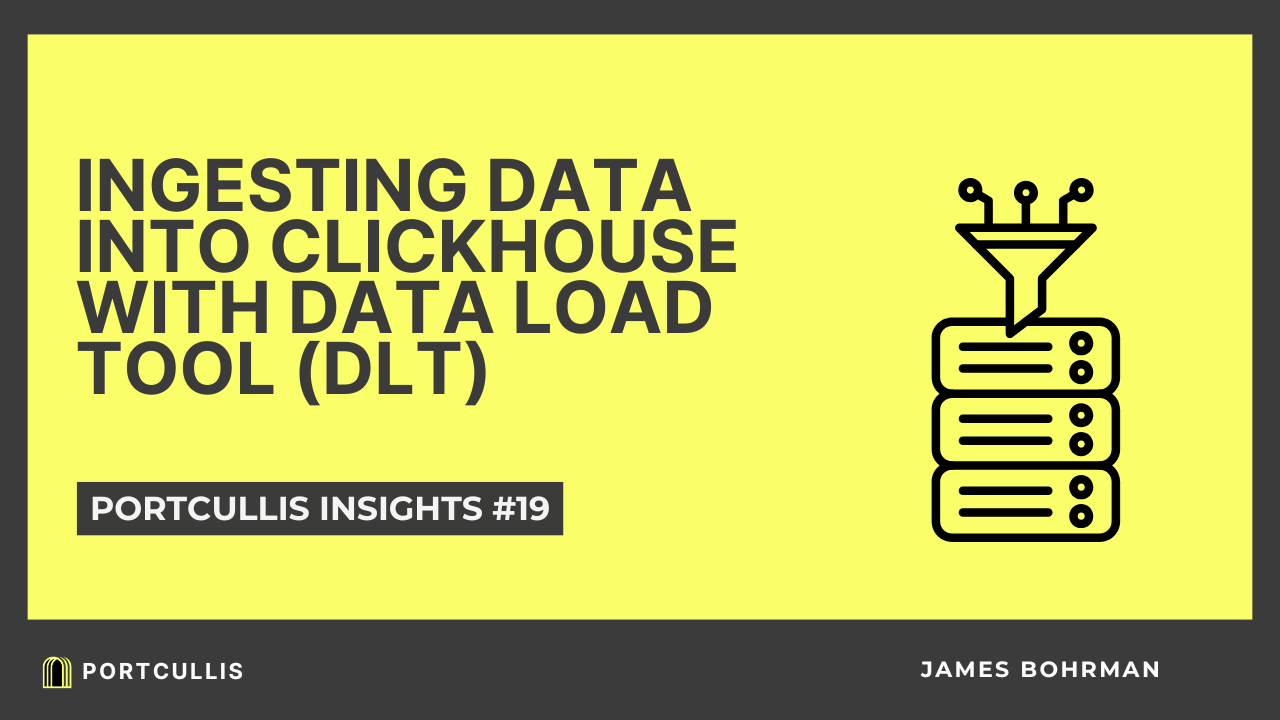 INGESTING DATA
INTO CLICKHOUSE
WITH DATA LOAD
TOOL (DLT)
PORTCULLIS INSIGHTS #19
PORTCULLIS
JAMES BOHRMAN